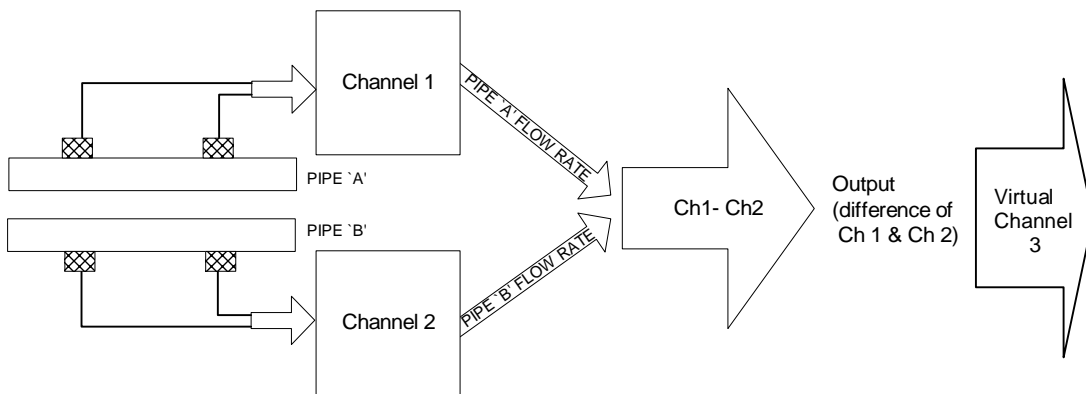 Channel 1
PIPE `A' FLOW RATE
PIPE `A'
PIPE `B'
Channel 2
PIPE `B' FLOW RATE
Ch1- Ch2
Output
(difference of
Ch 1 & Ch 2)
Virtual
Channel
3